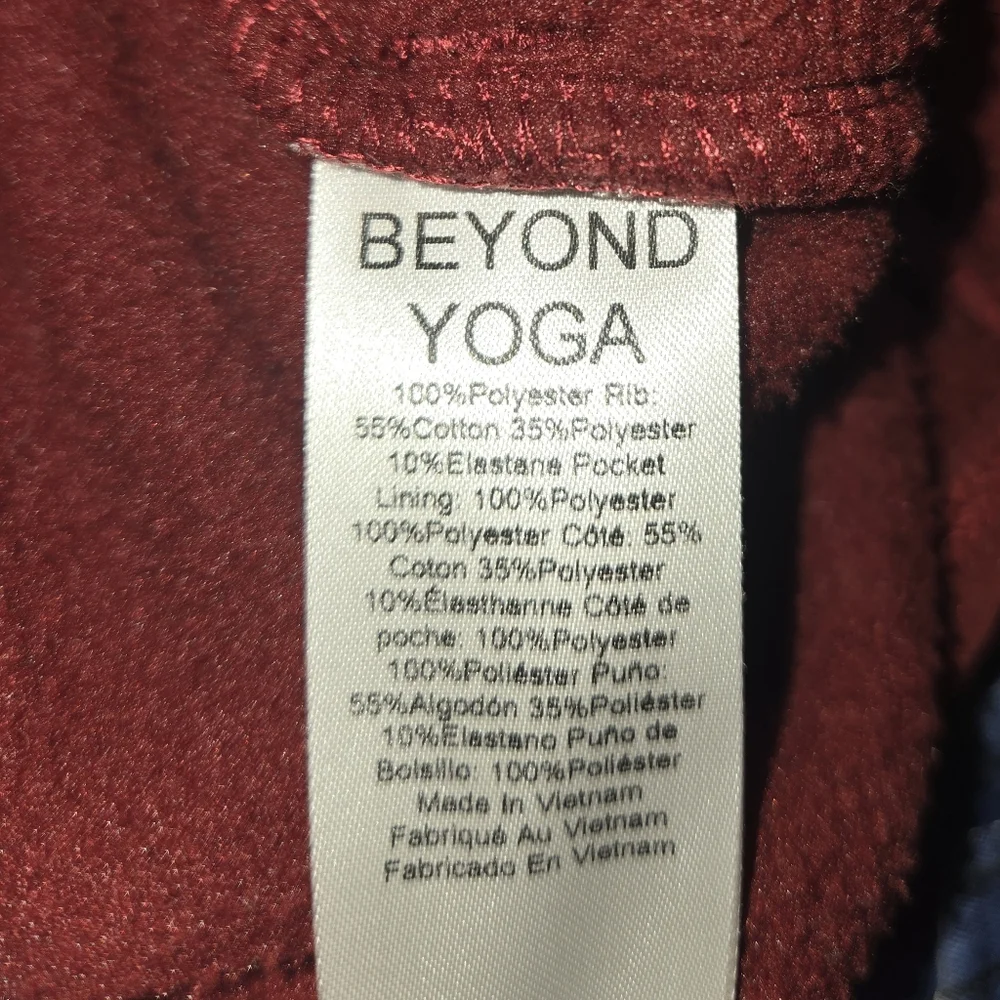 BEYOND
YOGA
100%Polyester Rib:
55%Cotton 35%Polyester
10%Elastane Pocket
Lining: 100%Polyester
100%Polyester Côté: 55%
Coton 35%Polyester
10%Élasthanne Côté de
poche: 100%Polyester
100%Poliéster Puño:
55%Algodón 35%Poliéster
10%Elastano Puño de
Bolsillo: 100%Poliéster
Made In Vietnam
Fabriqué Au Vietnam
Fabricado En Vietnam